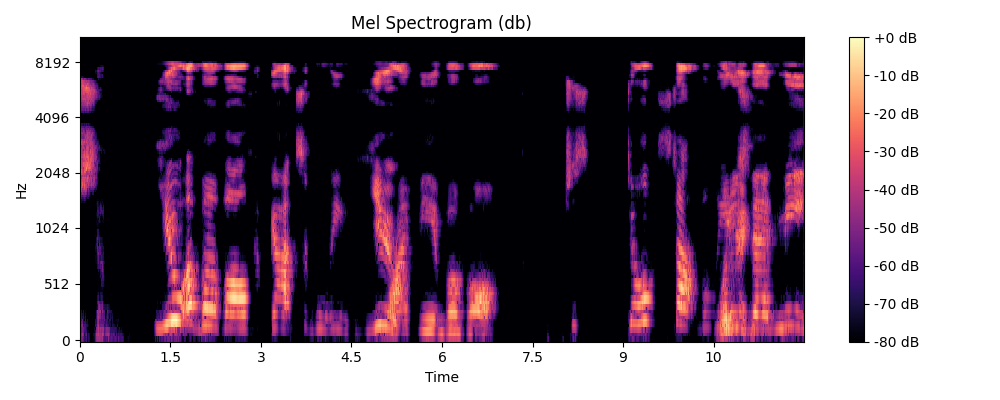 Mel Spectrogram (db)
8192
4096
2048
1024
512
0
Hz
0 1.5 3 4.5 6 7.5 9 10
Time
+0 dB
-10 dB
-20 dB
-30 dB
-40 dB
-50 dB
-60 dB
-70 dB
-80 dB